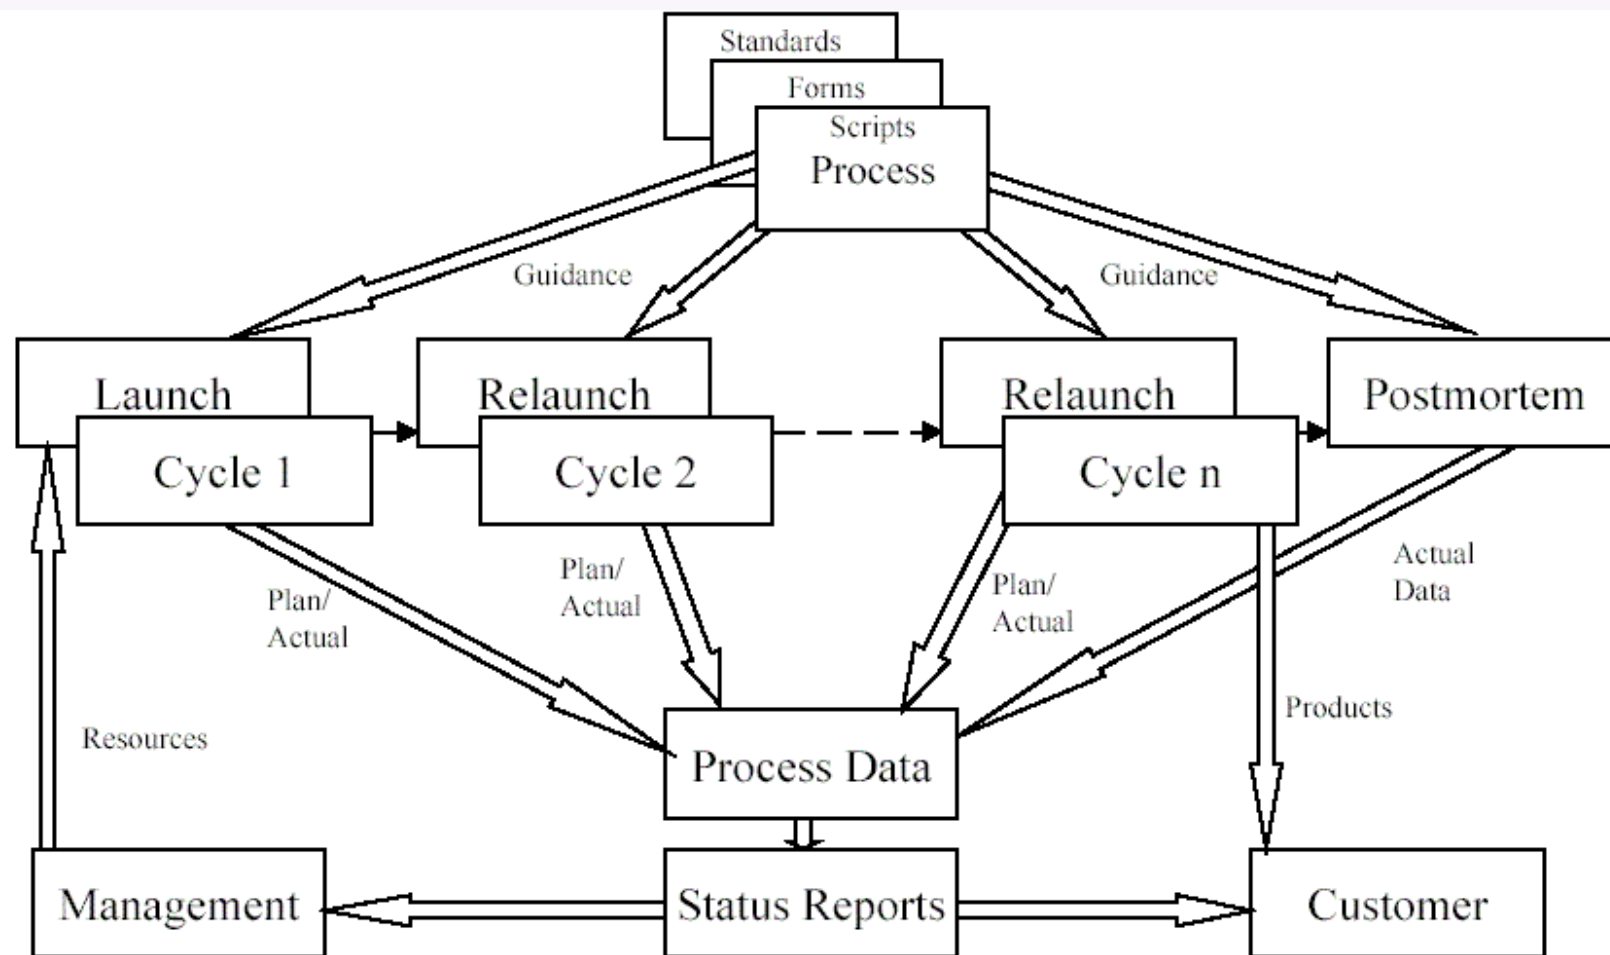 Standards
Forms
Scripts
Process
Guidance
Guidance
Launch
Relaunch
Relaunch
Postmortem
Cycle 1
Cycle 2
Cycle n
Plan/
Actual
Plan/
Actual
Plan/
Actual
Actual
Data
Resources
Products
Process Data
Management
Status Reports
Customer